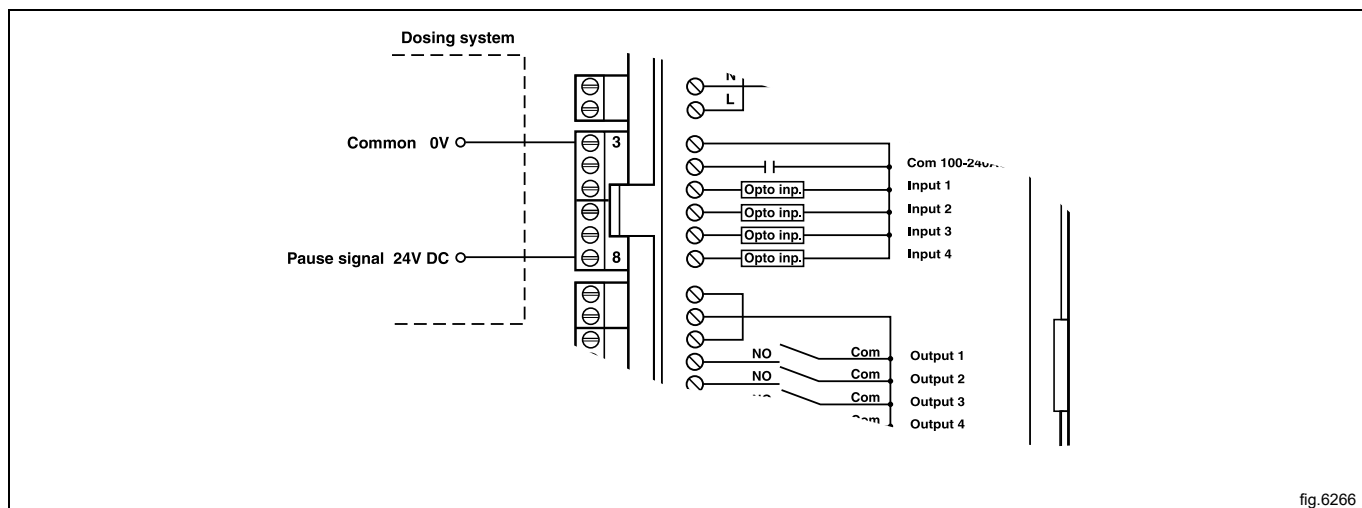 Dosing system
N
L
Common 0V
3
Com
Input 1
Opto inp.
Input 2
Opto inp.
Input 3
Opto inp.
Input 4
Opto inp.
Pause signal 24V DC
8
NO
Com
Output 1
NO
Com
Output 2
Com
Output 3
Output 4
fig.6266